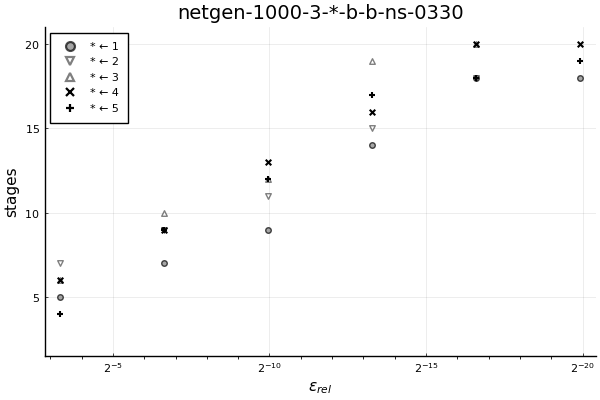 netgen-1000-3-*-b-b-ns-0330
20
15
10
5
stages
* ← 1
* ← 2
* ← 3
* ← 4
* ← 5
2⁻⁵
2⁻¹⁰
2⁻¹⁵
2⁻²⁰
ε_rel